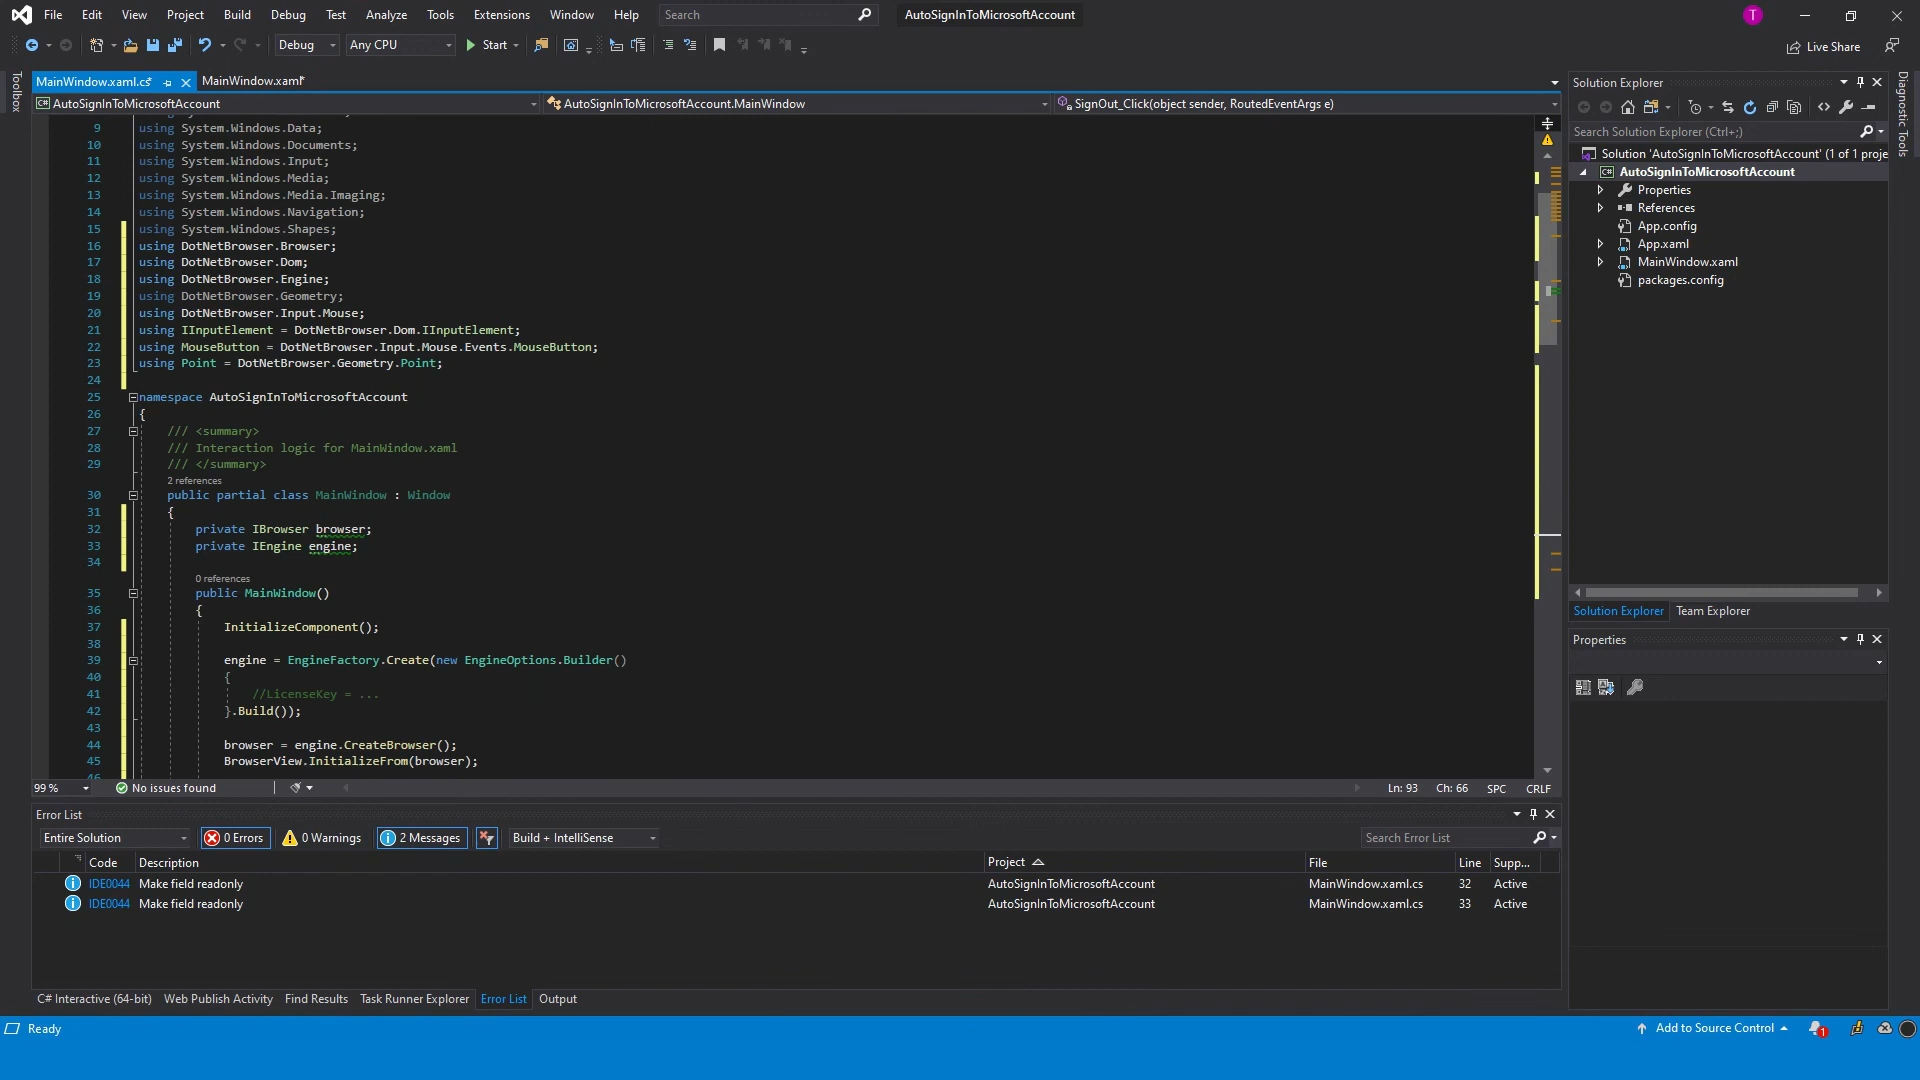 File Edit View Project Build Debug Test Analyze Tools Extensions Window Help Search AutoSignInToMicrosoftAccount T
Debug Any CPU Start Live Share
Toolbox
MainWindow.xaml.cs* MainWindow.xaml*
AutoSignInToMicrosoftAccount AutoSignInToMicrosoftAccount.MainWindow SignOut_Click(object sender, RoutedEventArgs e)
9 using System.Windows.Data;
10 using System.Windows.Documents;
11 using System.Windows.Input;
12 using System.Windows.Media;
13 using System.Windows.Media.Imaging;
14 using System.Windows.Navigation;
15 using System.Windows.Shapes;
16 using DotNetBrowser.Browser;
17 using DotNetBrowser.Dom;
18 using DotNetBrowser.Engine;
19 using DotNetBrowser.Geometry;
20 using DotNetBrowser.Input.Mouse;
21 using IInputElement = DotNetBrowser.Dom.IInputElement;
22 using MouseButton = DotNetBrowser.Input.Mouse.Events.MouseButton;
23 using Point = DotNetBrowser.Geometry.Point;
24
25 namespace AutoSignInToMicrosoftAccount
26 {
27 /// <summary>
28 /// Interaction logic for MainWindow.xaml
29 /// </summary>
2 references
30 public partial class MainWindow : Window
31 {
32 private IBrowser browser;
33 private IEngine engine;
34
0 references
35 public MainWindow()
36 {
37 InitializeComponent();
38
39 engine = EngineFactory.Create(new EngineOptions.Builder()
40 {
41 //LicenseKey = ...
42 }.Build());
43
44 browser = engine.CreateBrowser();
45 BrowserView.InitializeFrom(browser);
46
99 % No issues found Ln: 93 Ch: 66 SPC CRLF
Error List
Entire Solution 0 Errors 0 Warnings 2 Messages Build + IntelliSense Search Error List
Code Description Project File Line Supp...
IDE0044 Make field readonly AutoSignInToMicrosoftAccount MainWindow.xaml.cs 32 Active
IDE0044 Make field readonly AutoSignInToMicrosoftAccount MainWindow.xaml.cs 33 Active
C# Interactive (64-bit) Web Publish Activity Find Results Task Runner Explorer Error List Output
Solution Explorer
Search Solution Explorer (Ctrl+;)
Solution 'AutoSignInToMicrosoftAccount' (1 of 1 proje
AutoSignInToMicrosoftAccount
Properties
References
App.config
App.xaml
MainWindow.xaml
packages.config
Solution Explorer Team Explorer
Properties
Diagnostic Tools
Ready Add to Source Control 1